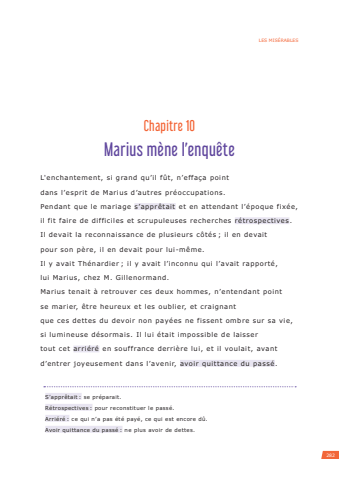 LES MISÉRABLES
Chapitre 10
Marius mène l'enquête
L'enchantement, si grand qu'il fût, n'effaça point
dans l'esprit de Marius d'autres préoccupations.
Pendant que le mariage s'apprêtait et en attendant l'époque fixée,
il fit faire de difficiles et scrupuleuses recherches rétrospectives.
Il devait la reconnaissance de plusieurs côtés ; il en devait
pour son père, il en devait pour lui-même.
Il y avait Thénardier ; il y avait l'inconnu qui l'avait rapporté,
lui Marius, chez M. Gillenormand.
Marius tenait à retrouver ces deux hommes, n'entendant point
se marier, être heureux et les oublier, et craignant
que ces dettes du devoir non payées ne fissent ombre sur sa vie,
si lumineuse désormais. Il lui était impossible de laisser
tout cet arriéré en souffrance derrière lui, et il voulait, avant
d'entrer joyeusement dans l'avenir, avoir quittance du passé.
S'apprêtait : se préparait.
Rétrospectives : pour reconstituer le passé.
Arriéré : ce qui n'a pas été payé, ce qui est encore dû.
Avoir quittance du passé : ne plus avoir de dettes.
263